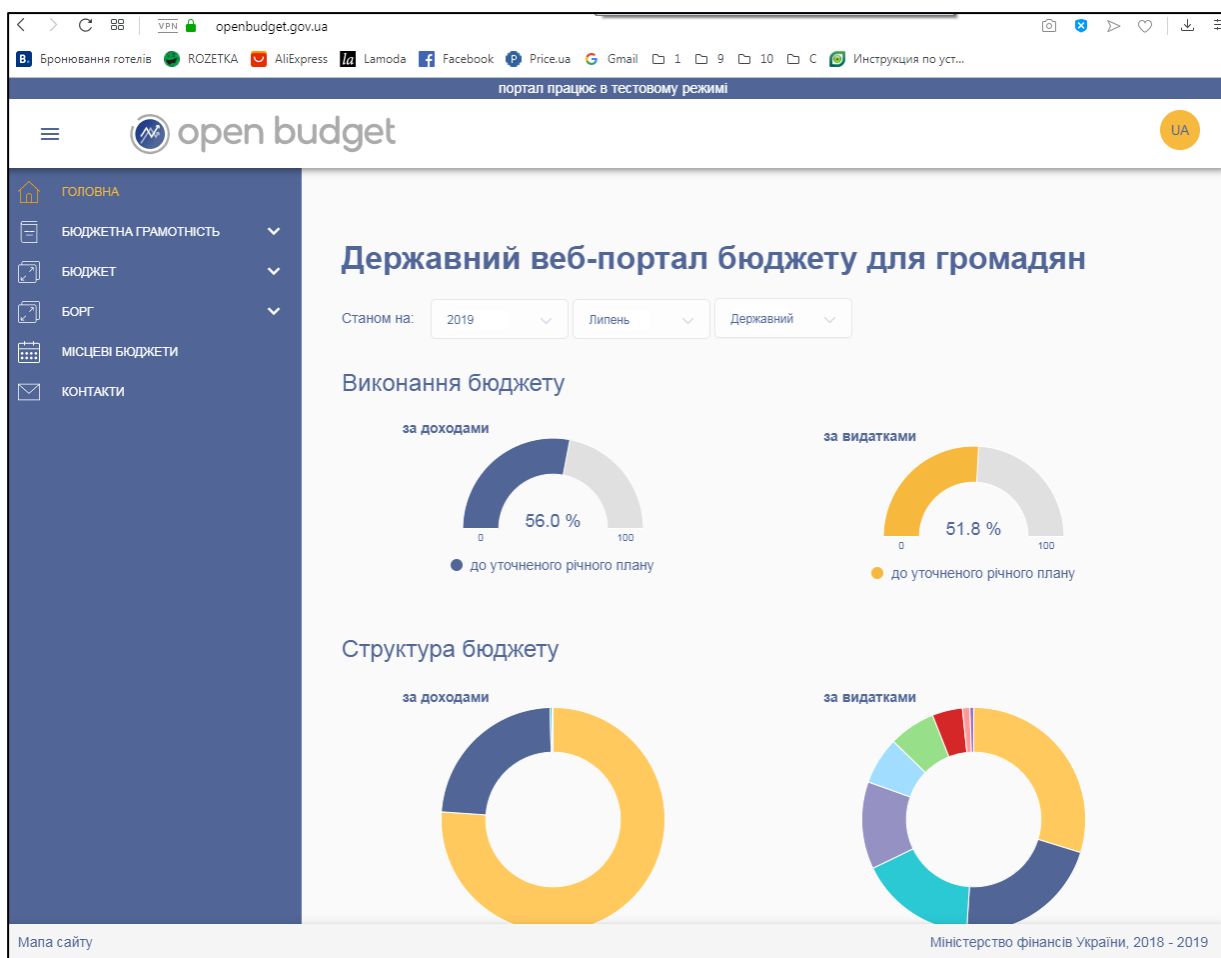 VPN openbudget.gov.ua
B. Бронювання готелів ROZETKA AliExpress la Lamoda Facebook P Price.ua G Gmail 1 9 10 C Инструкция по уст...
портал працює в тестовому режимі
open budget
UA
ГОЛОВНА
БЮДЖЕТНА ГРАМОТНІСТЬ
БЮДЖЕТ
БОРГ
МІСЦЕВІ БЮДЖЕТИ
КОНТАКТИ
Державний веб-портал бюджету для громадян
Станом на: 2019 Липень Державний
Виконання бюджету
за доходами
56.0 %
0 100
до уточненого річного плану
за видатками
51.8 %
0 100
до уточненого річного плану
Структура бюджету
за доходами
за видатками
Мапа сайту
Міністерство фінансів України, 2018 - 2019